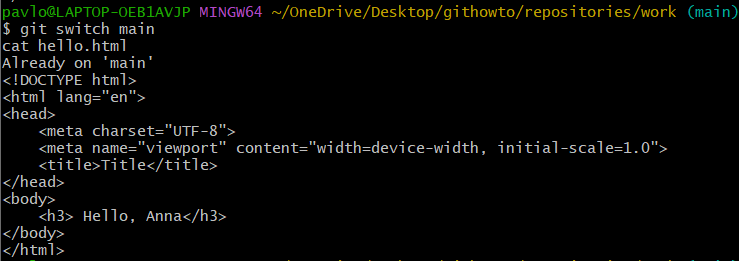 pavlo@LAPTOP-OEB1AVJP MINGW64 ~/OneDrive/Desktop/githowto/repositories/work (main)
$ git switch main
cat hello.html
Already on 'main'
<!DOCTYPE html>
<html lang="en">
<head>
    <meta charset="UTF-8">
    <meta name="viewport" content="width=device-width, initial-scale=1.0">
    <title>Title</title>
</head>
<body>
    <h3> Hello, Anna</h3>
</body>
</html>